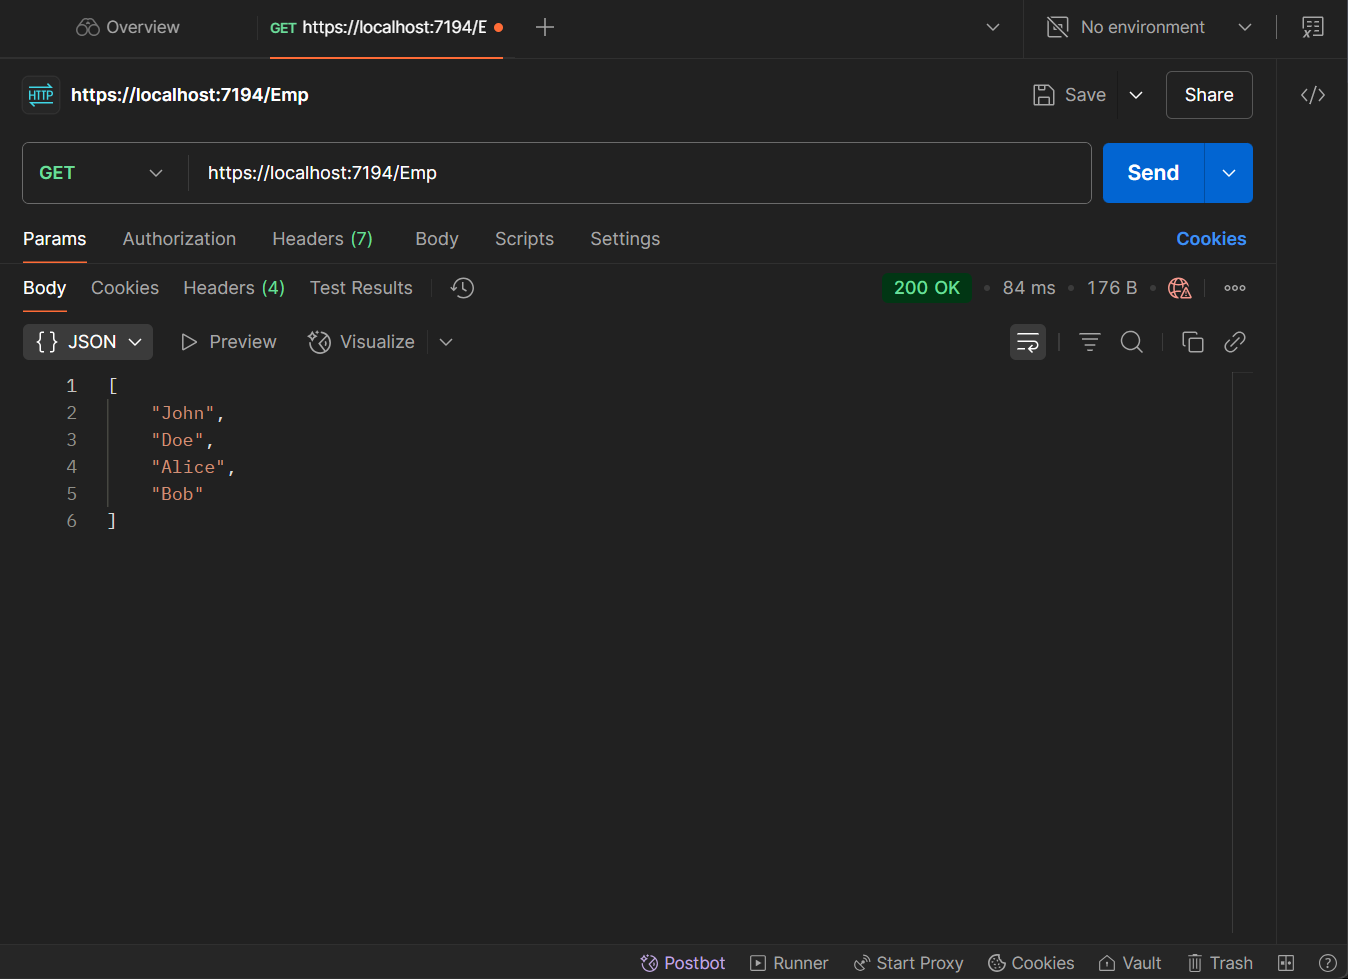 Overview
GET https://localhost:7194/E
No environment
HTTP https://localhost:7194/Emp
Save
Share
GET https://localhost:7194/Emp
Send
Params Authorization Headers (7) Body Scripts Settings Cookies
Body Cookies Headers (4) Test Results 200 OK • 84 ms • 176 B
{} JSON Preview Visualize
1 [
2 "John",
3 "Doe",
4 "Alice",
5 "Bob"
6 ]
Postbot Runner Start Proxy Cookies Vault Trash